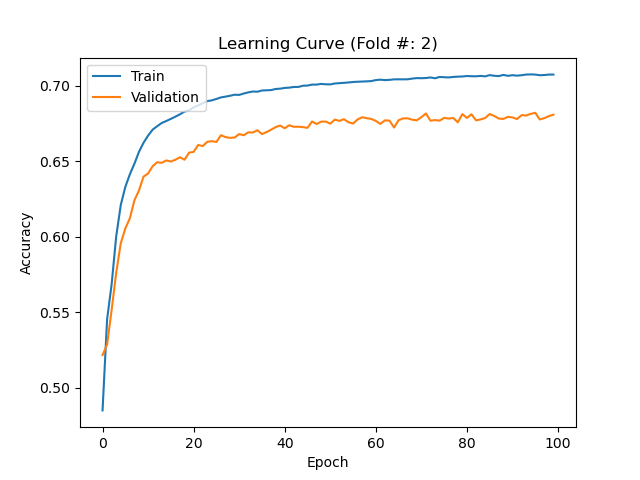 Learning Curve (Fold #: 2)
Train
Validation
0.70
0.65
0.60
0.55
0.50
Accuracy
0 20 40 60 80 100
Epoch